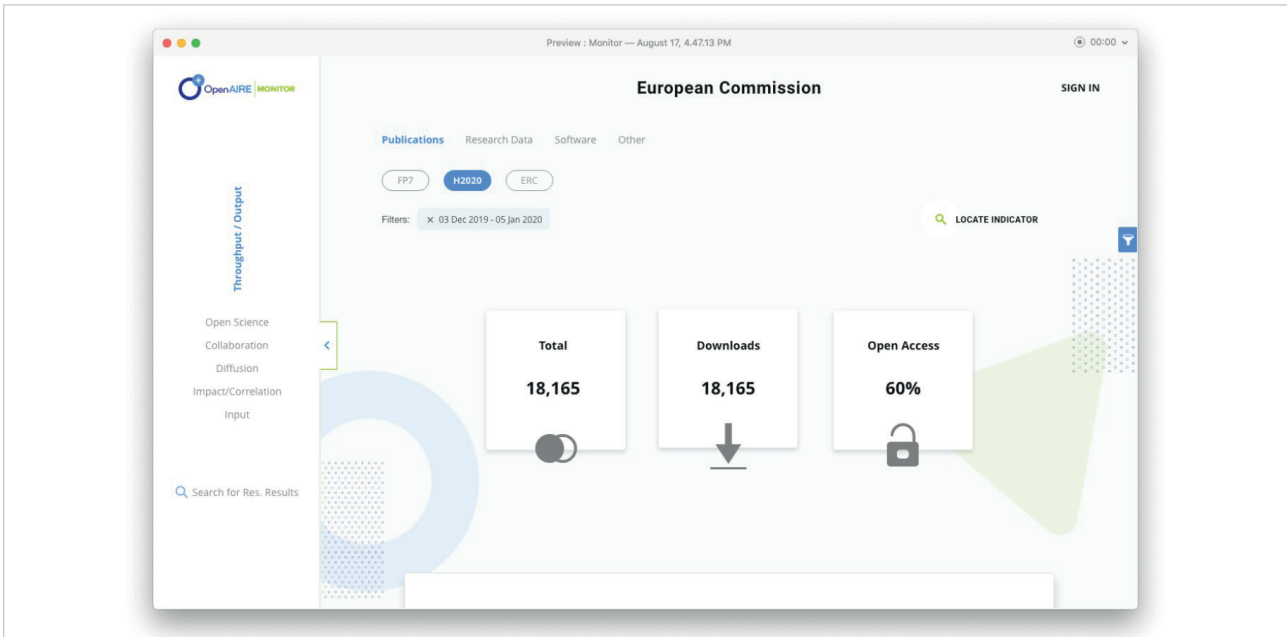 Preview : Monitor — August 17, 4.47.13 PM
00:00
OpenAIRE MONITOR
European Commission
SIGN IN
Publications Research Data Software Other
FP7 H2020 ERC
Filters: × 03 Dec 2019 - 05 Jan 2020
LOCATE INDICATOR
Throughput / Output
Open Science
Collaboration
Diffusion
Impact/Correlation
Input
Search for Res. Results
Total
18,165
Downloads
18,165
Open Access
60%